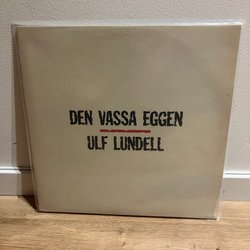 DEN VASSA EGGEN
ULF LUNDELL